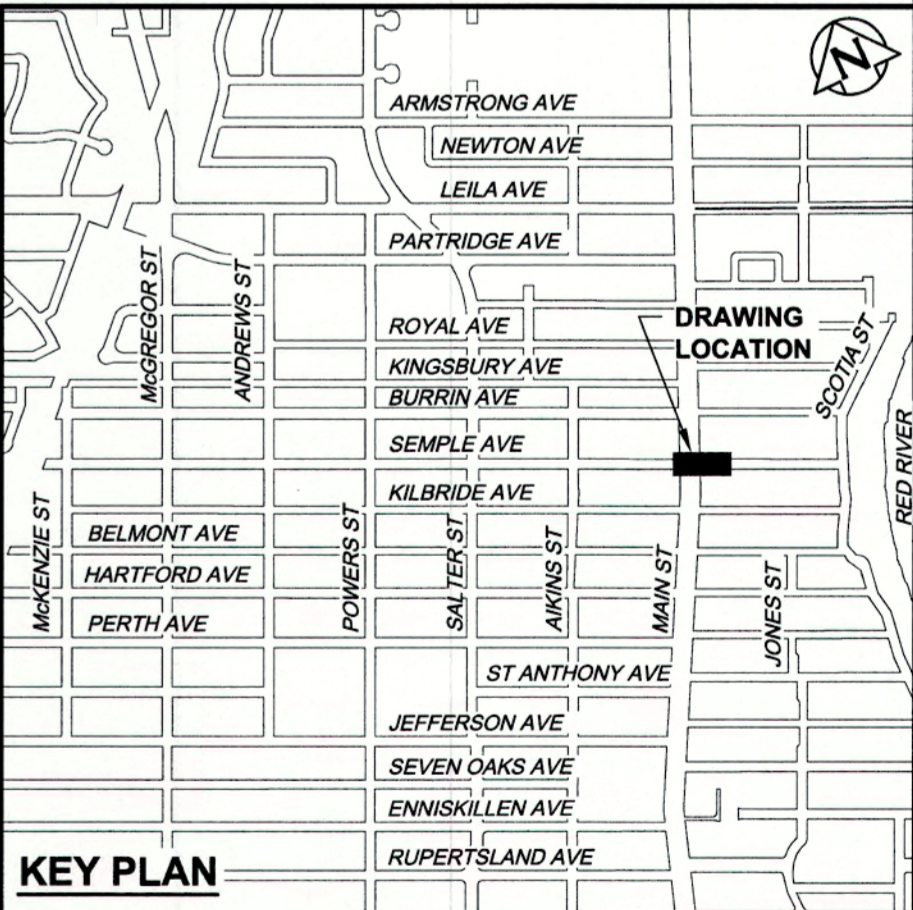 N
ARMSTRONG AVE
NEWTON AVE
LEILA AVE
PARTRIDGE AVE
McGREGOR ST
ANDREWS ST
ROYAL AVE
DRAWING
LOCATION
KINGSBURY AVE
BURRIN AVE
SCOTIA ST
SEMPLE AVE
RED RIVER
KILBRIDE AVE
McKENZIE ST
BELMONT AVE
POWERS ST
SALTER ST
AIKINS ST
MAIN ST
JONES ST
HARTFORD AVE
PERTH AVE
ST ANTHONY AVE
JEFFERSON AVE
SEVEN OAKS AVE
ENNISKILLEN AVE
RUPERTSLAND AVE
KEY PLAN